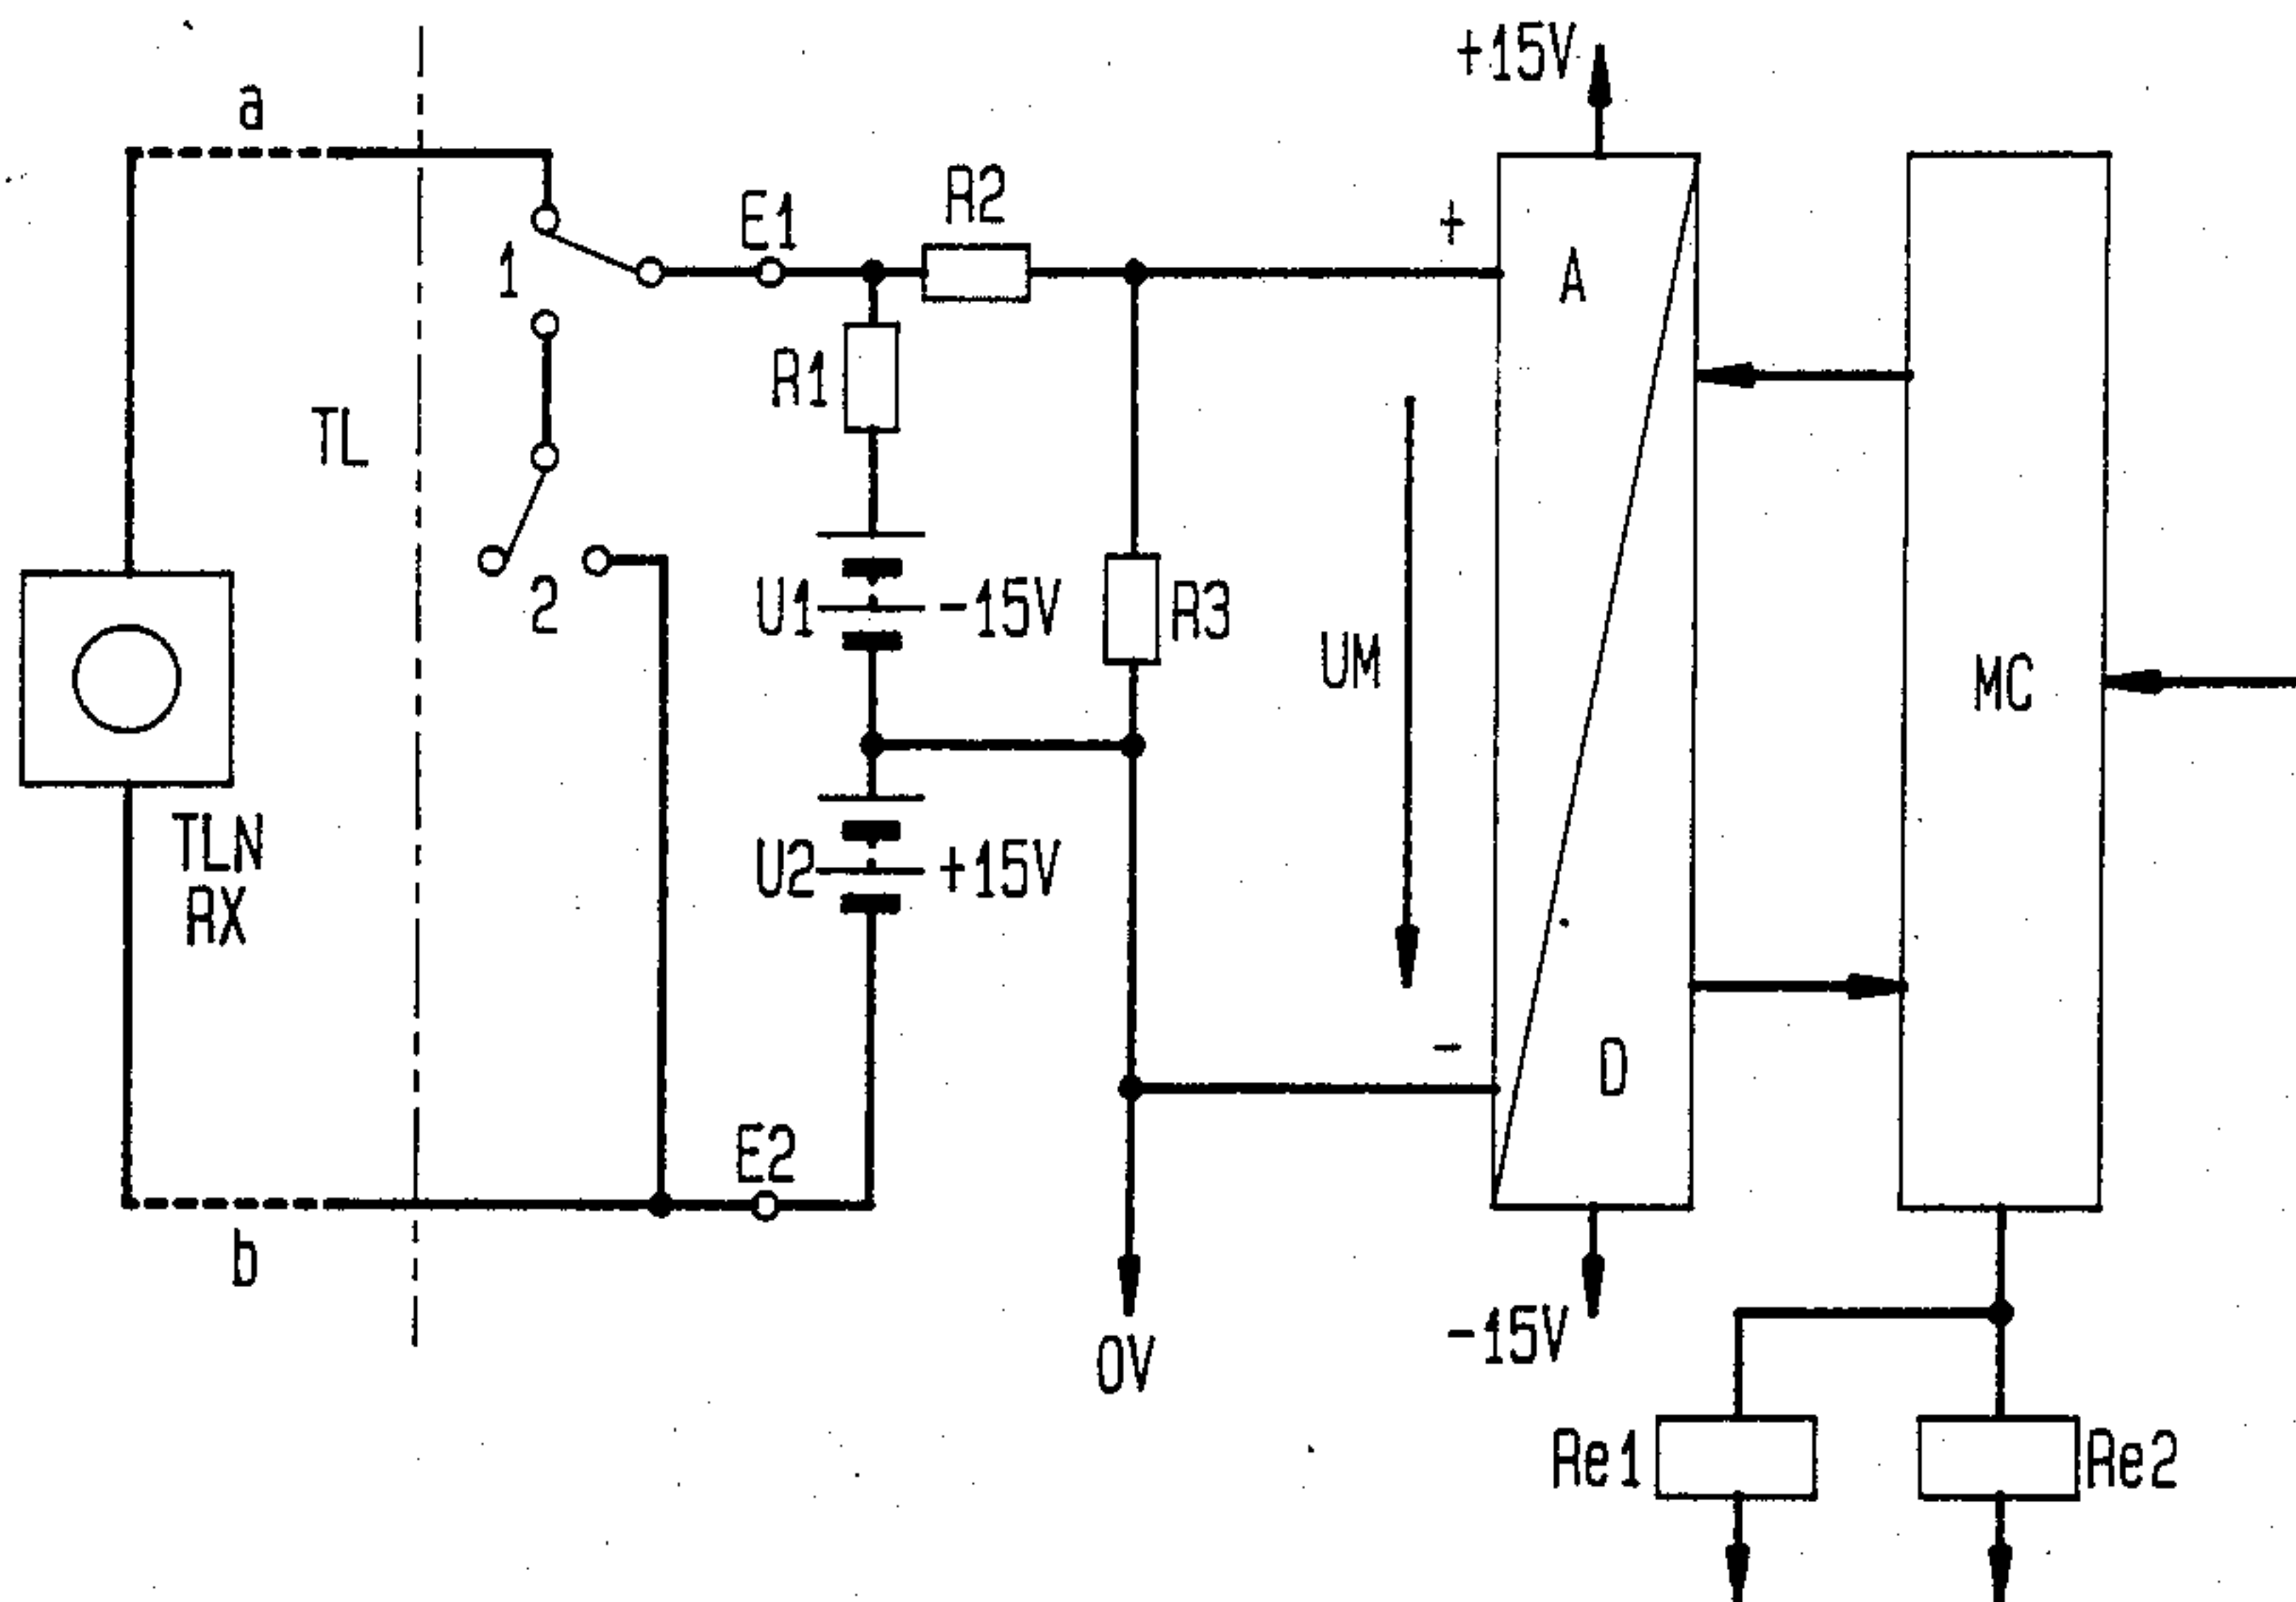 +15V
a
E1
R2
+
1
A
R1
TL
U1
-15V
R3
2
UM
MC
TLN
RX
U2
+15V
-
D
E2
b
-15V
0V
Re1
Re2